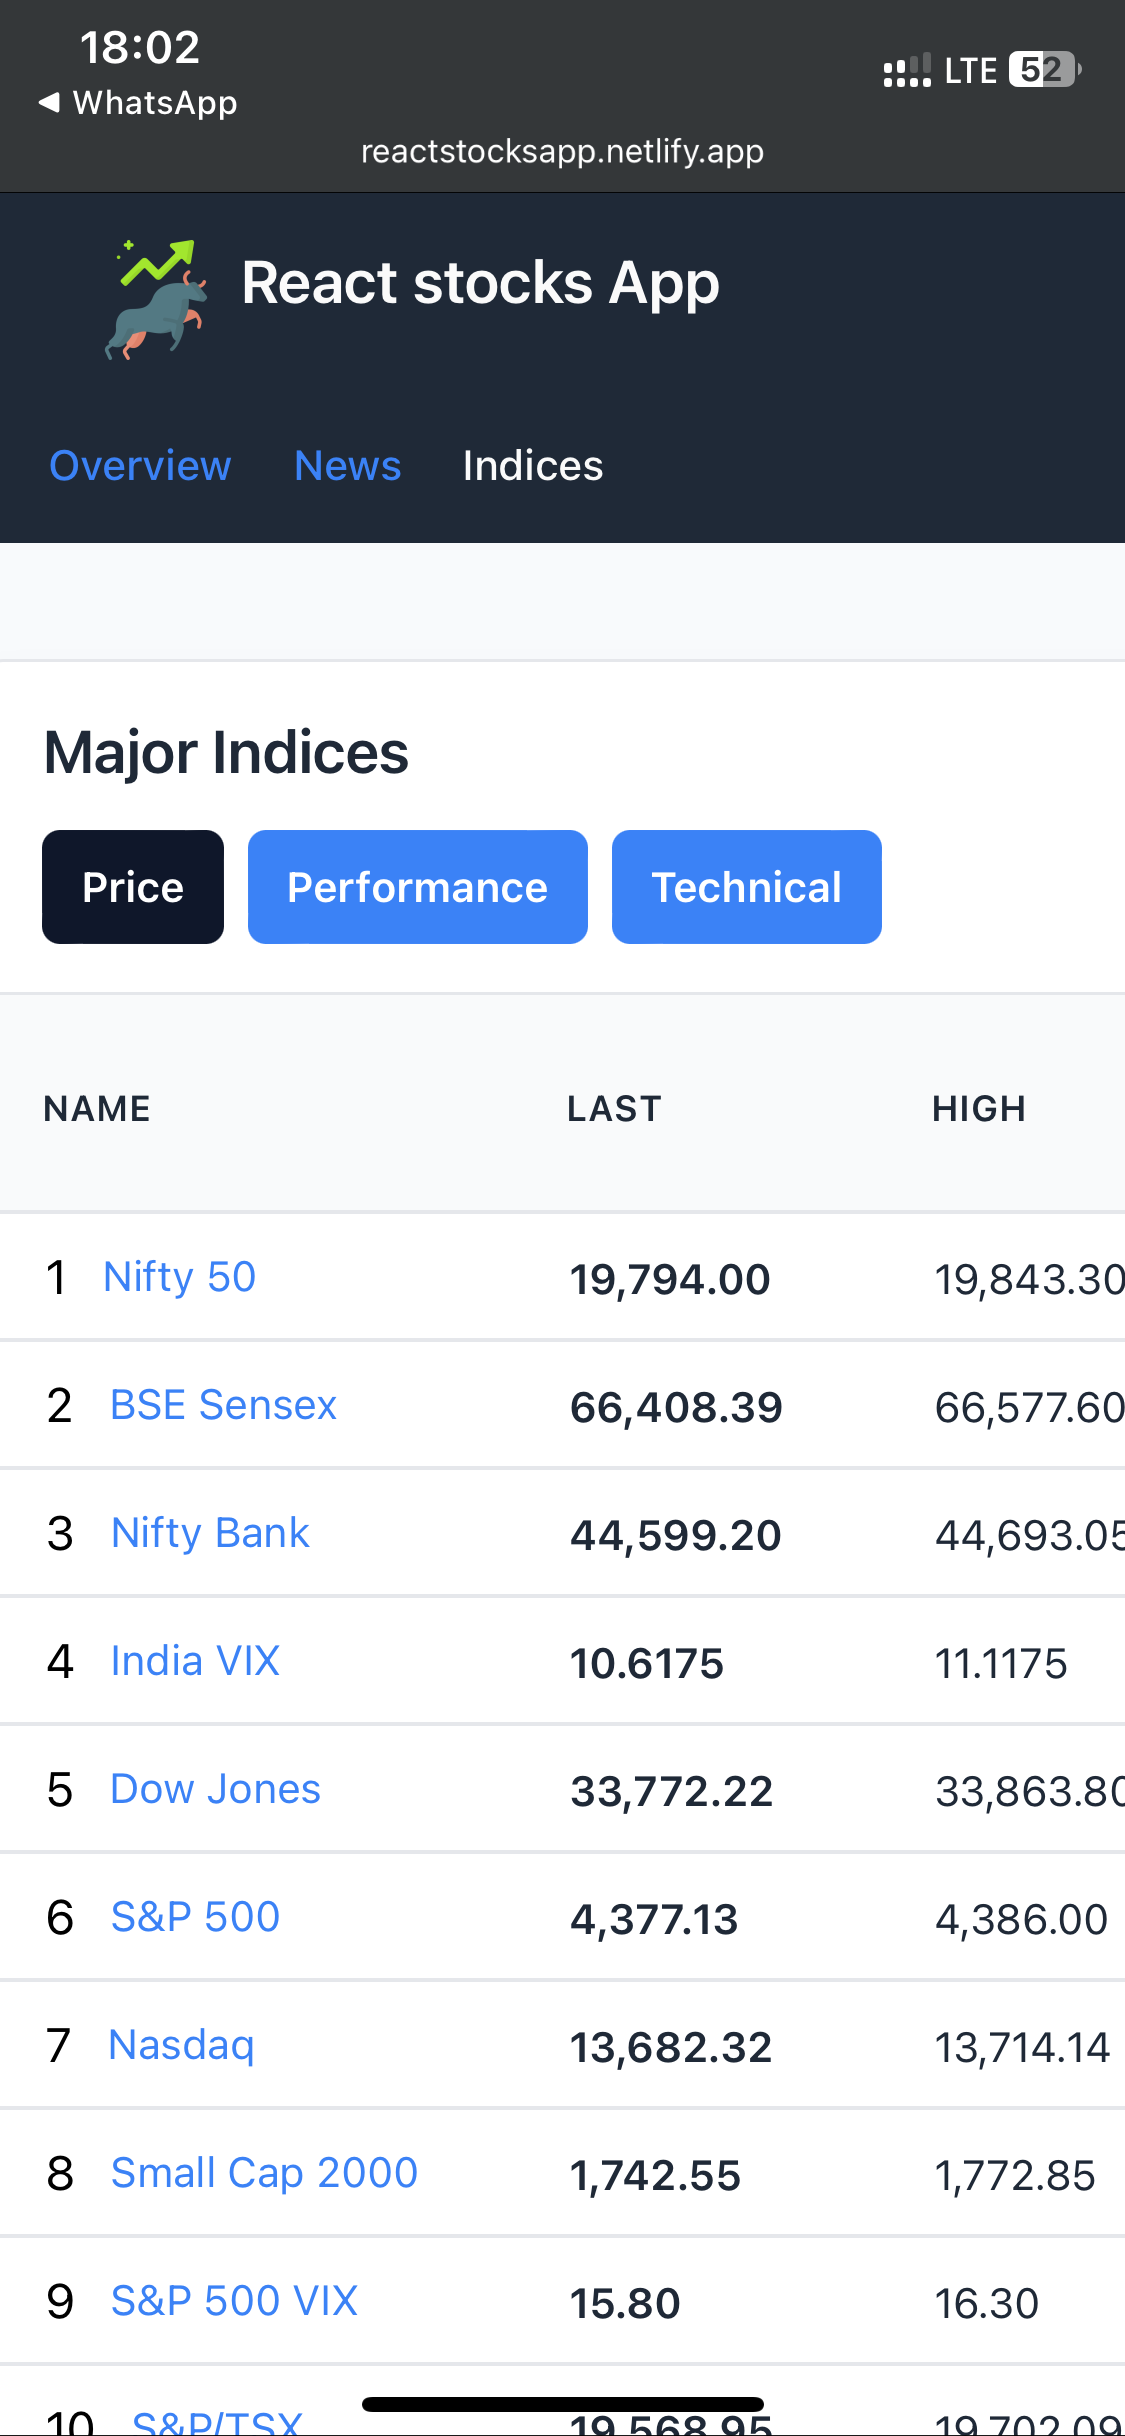 18:02
LTE 52
◀ WhatsApp
reactstocksapp.netlify.app
React stocks App
Overview News Indices
Major Indices
Price Performance Technical
NAME LAST HIGH
1 Nifty 50 19,794.00 19,843.30
2 BSE Sensex 66,408.39 66,577.60
3 Nifty Bank 44,599.20 44,693.05
4 India VIX 10.6175 11.1175
5 Dow Jones 33,772.22 33,863.80
6 S&P 500 4,377.13 4,386.00
7 Nasdaq 13,682.32 13,714.14
8 Small Cap 2000 1,742.55 1,772.85
9 S&P 500 VIX 15.80 16.30
10 S&P/TSX 19,568.95 19,702.09